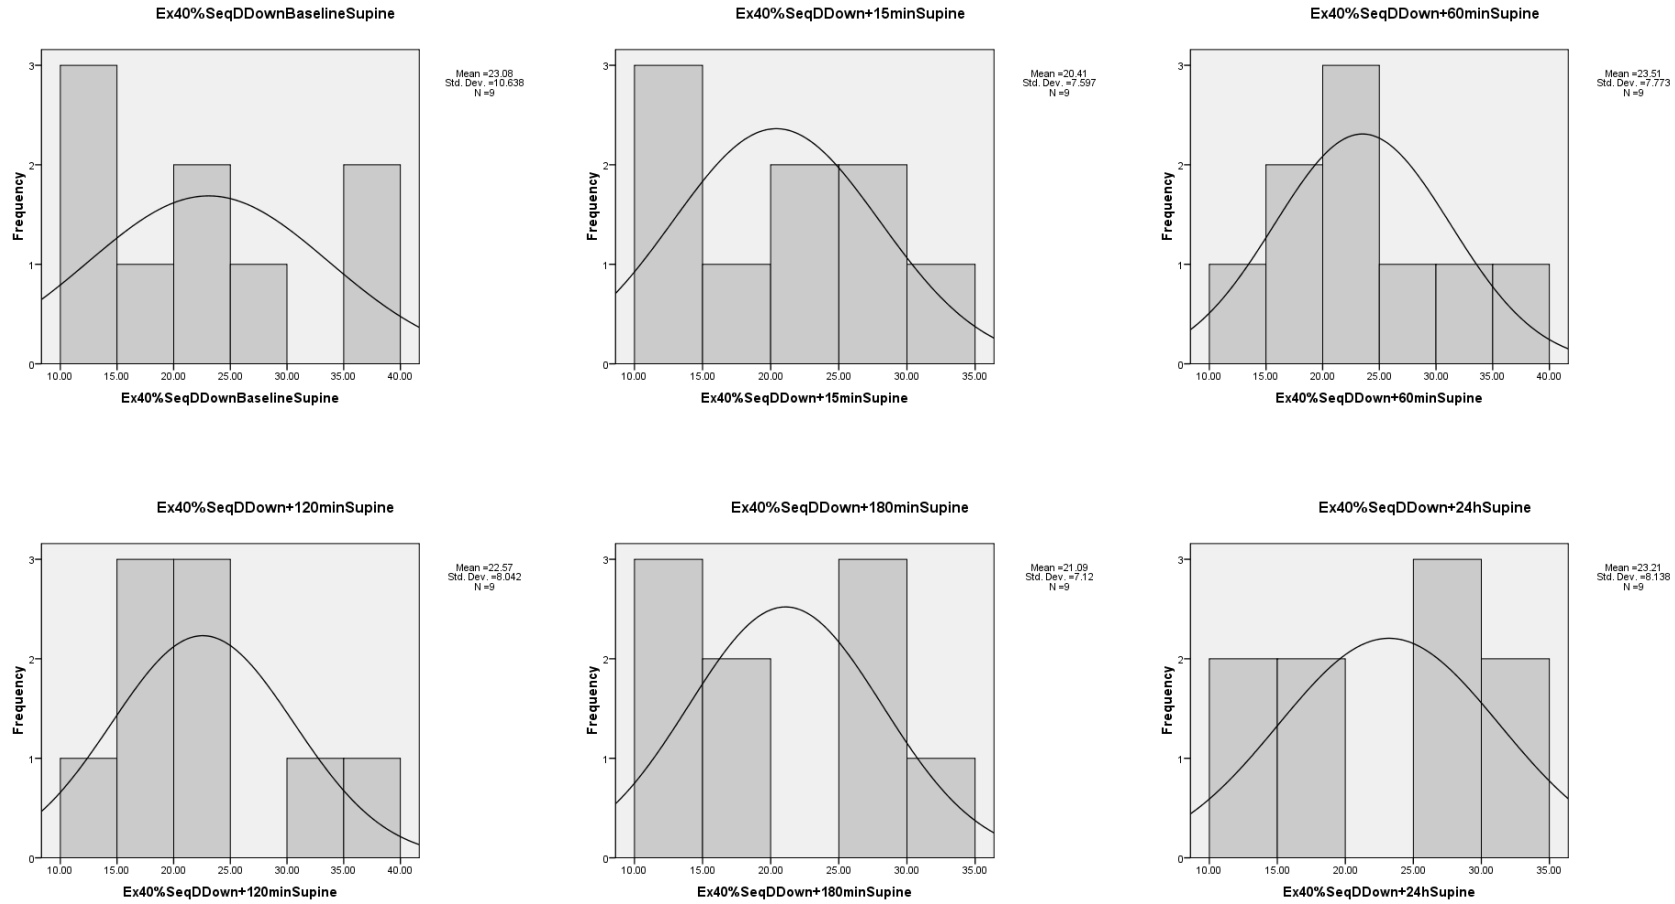 Ex40%SeqDDownBaselineSupine
Mean =23.08
Std. Dev. =10.638
N =9
Frequency
3
2
1
0
10.00 15.00 20.00 25.00 30.00 35.00 40.00
Ex40%SeqDDownBaselineSupine
Ex40%SeqDDown+15minSupine
Mean =20.41
Std. Dev. =7.597
N =9
Frequency
3
2
1
0
10.00 15.00 20.00 25.00 30.00 35.00
Ex40%SeqDDown+15minSupine
Ex40%SeqDDown+60minSupine
Mean =23.51
Std. Dev. =7.773
N =9
Frequency
3
2
1
0
10.00 15.00 20.00 25.00 30.00 35.00 40.00
Ex40%SeqDDown+60minSupine
Ex40%SeqDDown+120minSupine
Mean =22.57
Std. Dev. =8.042
N =9
Frequency
3
2
1
0
10.00 15.00 20.00 25.00 30.00 35.00 40.00
Ex40%SeqDDown+120minSupine
Ex40%SeqDDown+180minSupine
Mean =21.09
Std. Dev. =7.12
N =9
Frequency
3
2
1
0
10.00 15.00 20.00 25.00 30.00 35.00
Ex40%SeqDDown+180minSupine
Ex40%SeqDDown+24hSupine
Mean =23.21
Std. Dev. =8.138
N =9
Frequency
3
2
1
0
10.00 15.00 20.00 25.00 30.00 35.00
Ex40%SeqDDown+24hSupine